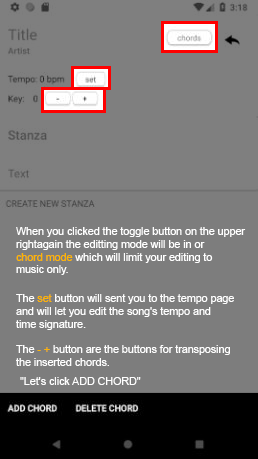 3:18
Title
chords
Artist
Tempo: 0 bpm set
Key: 0 - +
Stanza
Text
CREATE NEW STANZA
When you clicked the toggle button on the upper
rightagain the editting mode will be in or
chord mode which will limit your editing to
music only.
The set button will sent you to the tempo page
and will let you edit the song's tempo and
time signature.
The - + button are the buttons for transposing
the inserted chords.
"Let's click ADD CHORD"
ADD CHORD DELETE CHORD